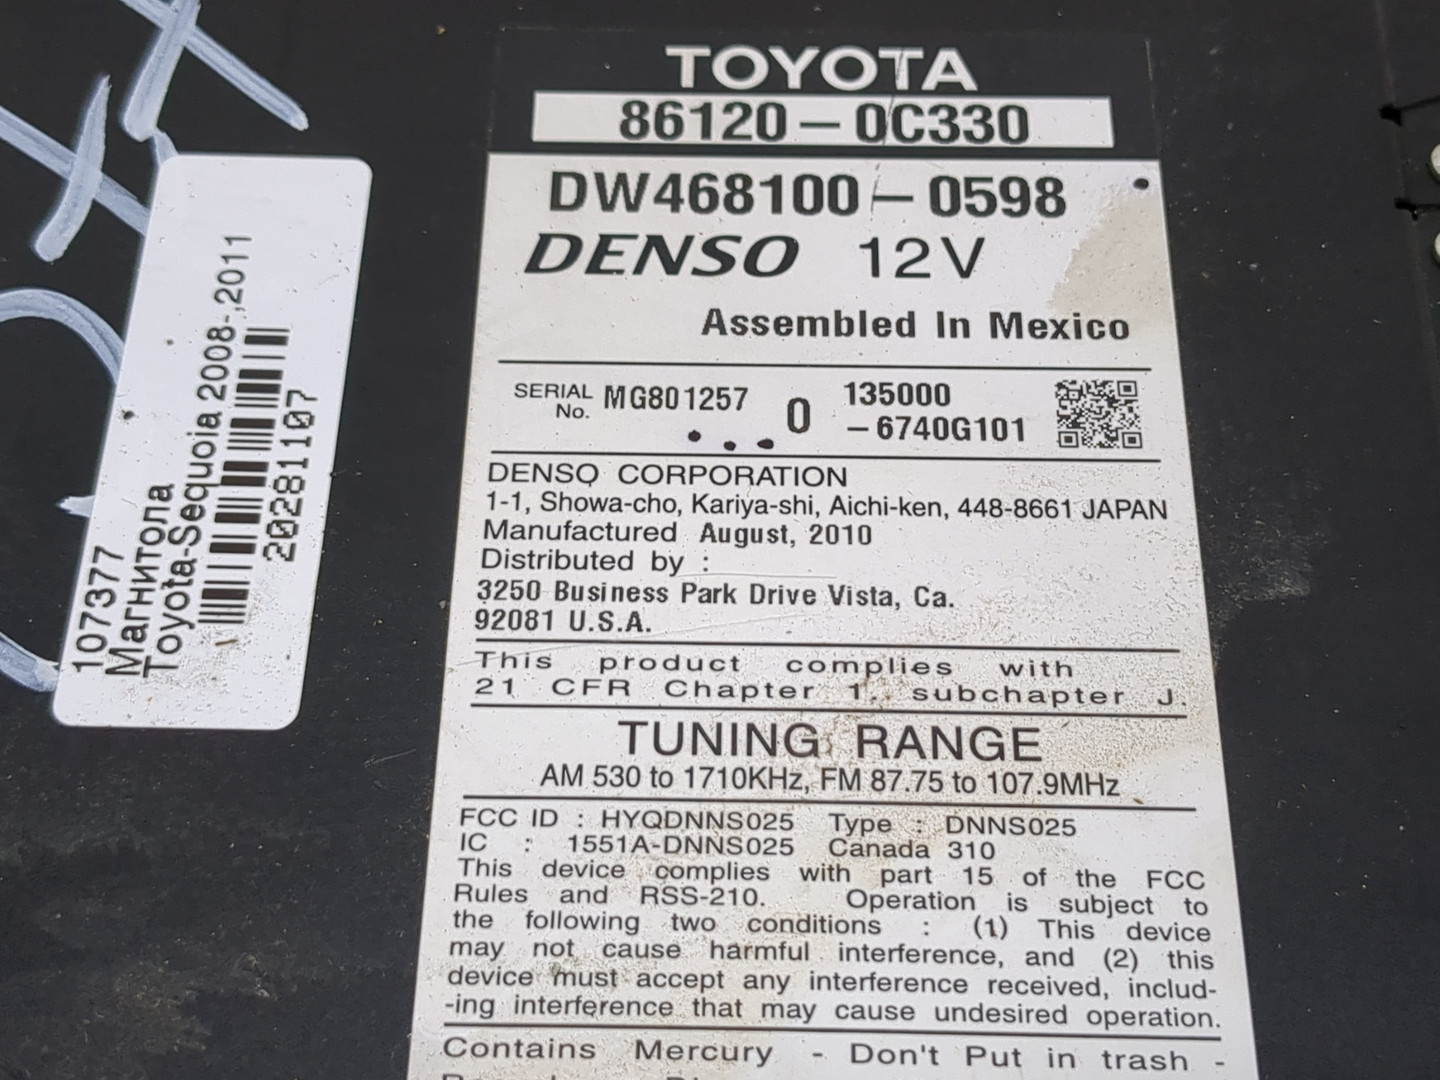 TOYOTA
86120-0C330
DW468100-0598
DENSO 12V
Assembled In Mexico
SERIAL No. MG801257 0 135000
-6740G101
DENSO CORPORATION
1-1, Showa-cho, Kariya-shi, Aichi-ken, 448-8661 JAPAN
Manufactured August, 2010
Distributed by :
3250 Business Park Drive Vista, Ca.
92081 U.S.A.
This product complies with
21 CFR Chapter 1, subchapter J.
TUNING RANGE
AM 530 to 1710KHz, FM 87.75 to 107.9MHz
FCC ID : HYQDNNS025 Type : DNNS025
IC : 1551A-DNNS025 Canada 310
This device complies with part 15 of the FCC
Rules and RSS-210. Operation is subject to
the following two conditions : (1) This device
may not cause harmful interference, and (2) this
device must accept any interference received, includ-
-ing interference that may cause undesired operation.
Contains Mercury - Don't Put in trash -
107377
Магнитола
Toyota-Sequoia 2008-,2011
20281107